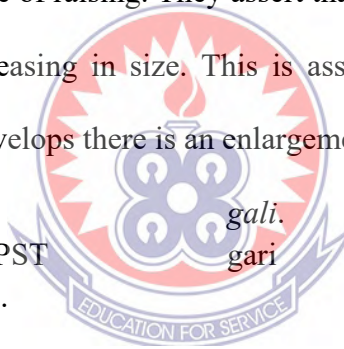 e of raising. They assert tha
easing in size. This is ass
velops there is an enlargeme
gali.
PST gari
.
EDUCATION FOR SERVICE